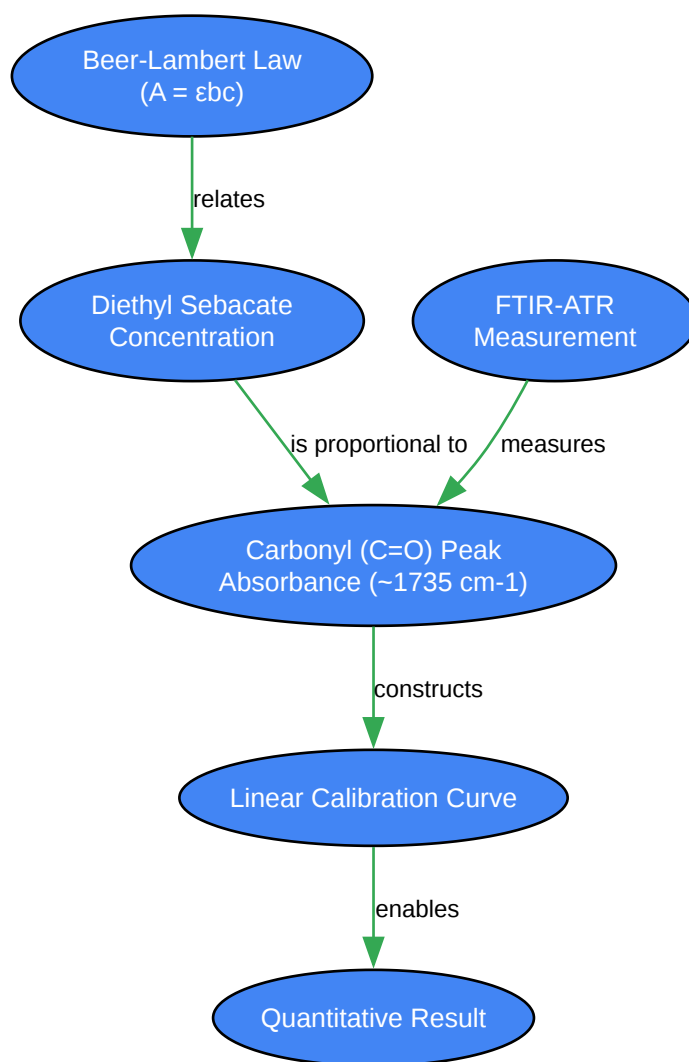 Beer-Lambert Law
(A = εbc)
relates
Diethyl Sebacate
Concentration
FTIR-ATR
Measurement
is proportional to
measures
Carbonyl (C=O) Peak
Absorbance (~1735 cm-1)
constructs
Linear Calibration Curve
enables
Quantitative Result